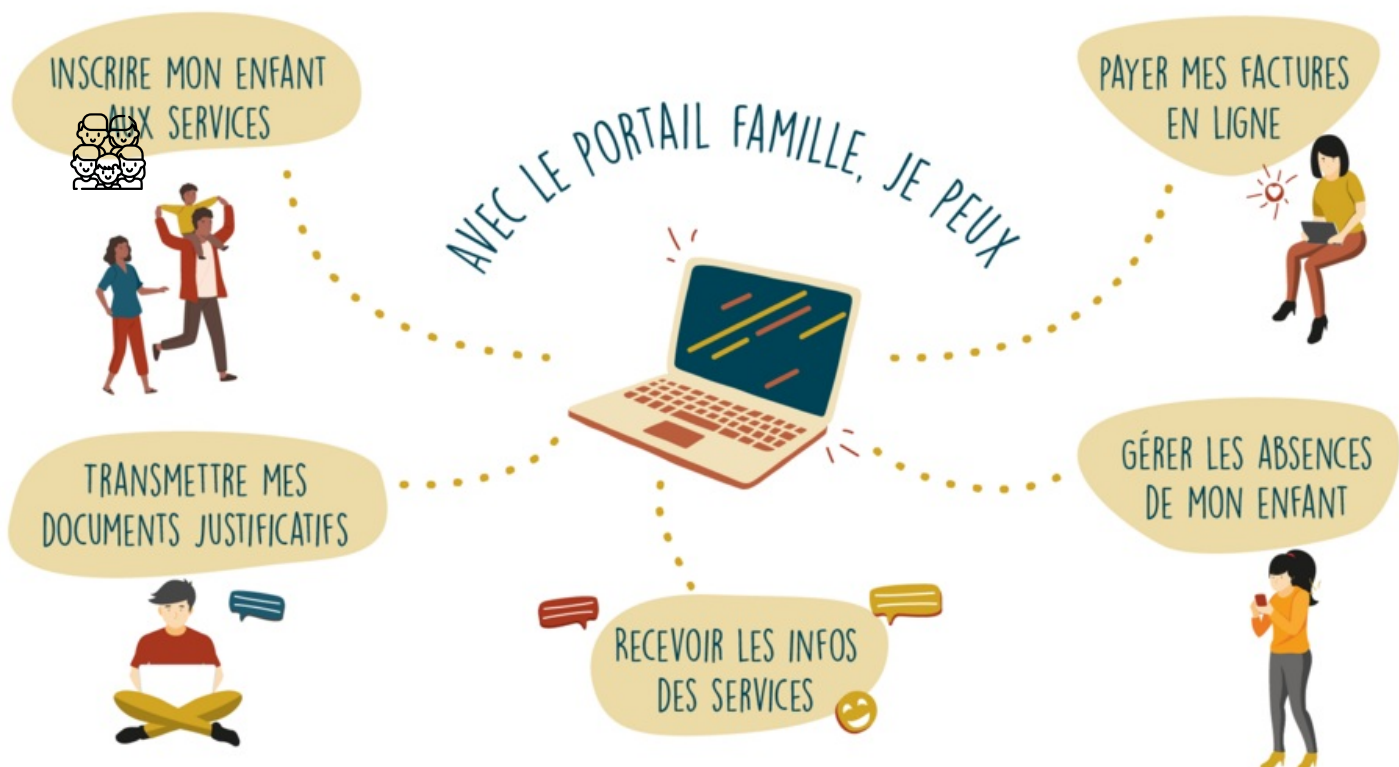 INSCRIRE MON ENFANT
AUX SERVICES
AVEC LE PORTAIL FAMILLE, JE PEUX
PAYER MES FACTURES
EN LIGNE
TRANSMETTRE MES
DOCUMENTS JUSTIFICATIFS
RECEVOIR LES INFOS
DES SERVICES
GÉRER LES ABSENCES
DE MON ENFANT